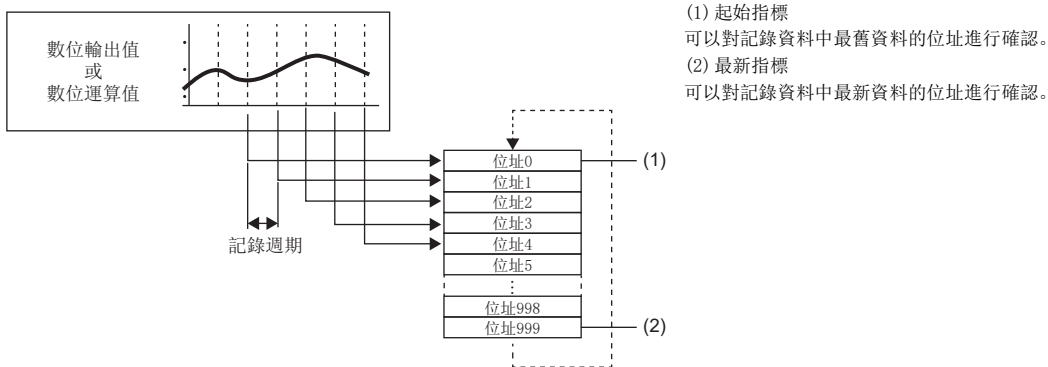 數位輸出值
或
數位運算值
記錄週期
位址0
位址1
位址2
位址3
位址4
位址5
位址998
位址999
(1)
(2)
(1) 起始指標
可以對記錄資料中最舊資料的位址進行確認。
(2) 最新指標
可以對記錄資料中最新資料的位址進行確認。